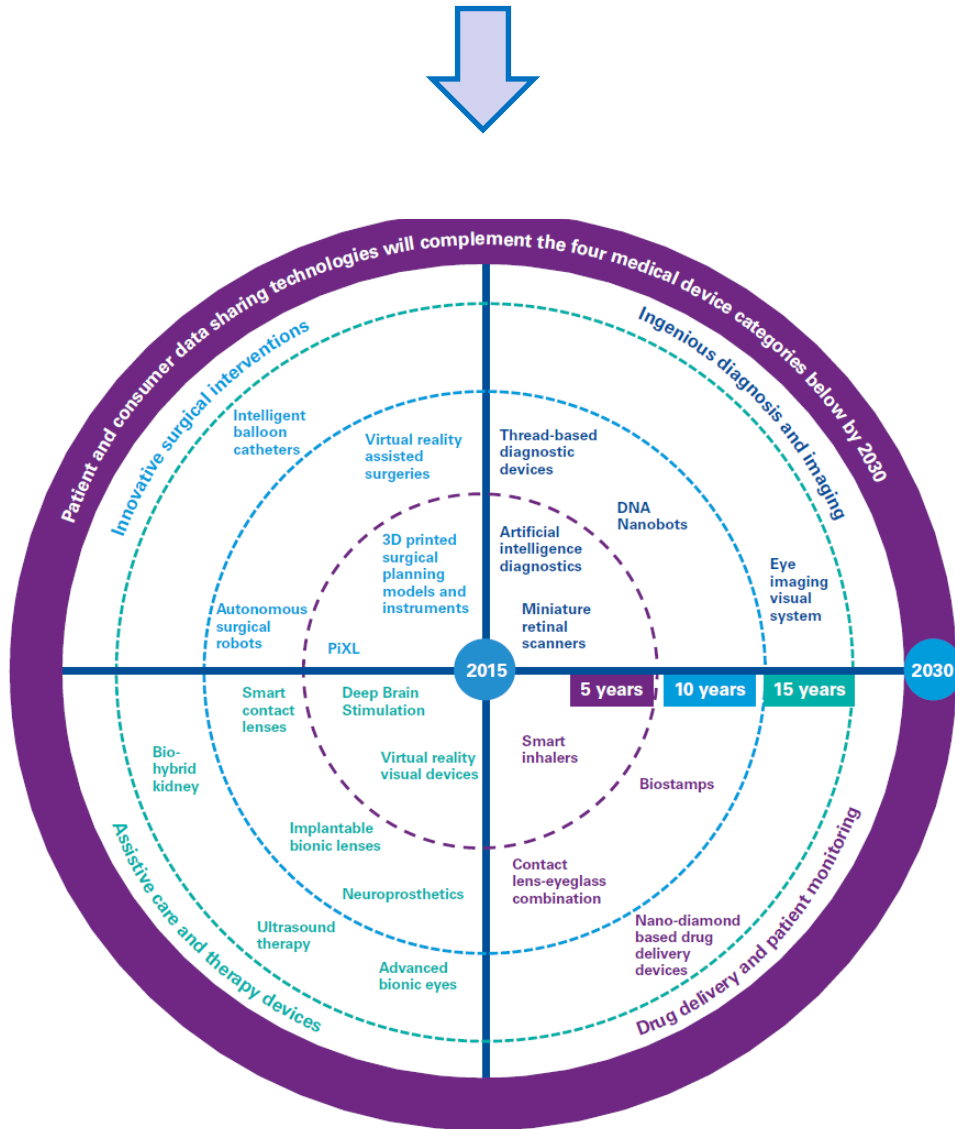 Patient and consumer data sharing technologies will complement the four medical device categories below by 2030
Innovative surgical interventions
Ingenious diagnosis and imaging
Intelligent
balloon
catheters
Virtual reality
assisted
surgeries
Thread-based
diagnostic
devices
DNA
Nanobots
3D printed
surgical
planning
models and
instruments
Artificial
intelligence
diagnostics
Eye
imaging
visual
system
Autonomous
surgical
robots
PiXL
Miniature
retinal
scanners
2015
2030
5 years
10 years
15 years
Smart
contact
lenses
Deep Brain
Stimulation
Bio-
hybrid
kidney
Virtual reality
visual devices
Smart
inhalers
Biostamps
Implantable
bionic lenses
Neuroprosthetics
Contact
lens-eyeglass
combination
Ultrasound
therapy
Advanced
bionic eyes
Nano-diamond
based drug
delivery
devices
Assistive care and therapy devices
Drug delivery and patient monitoring